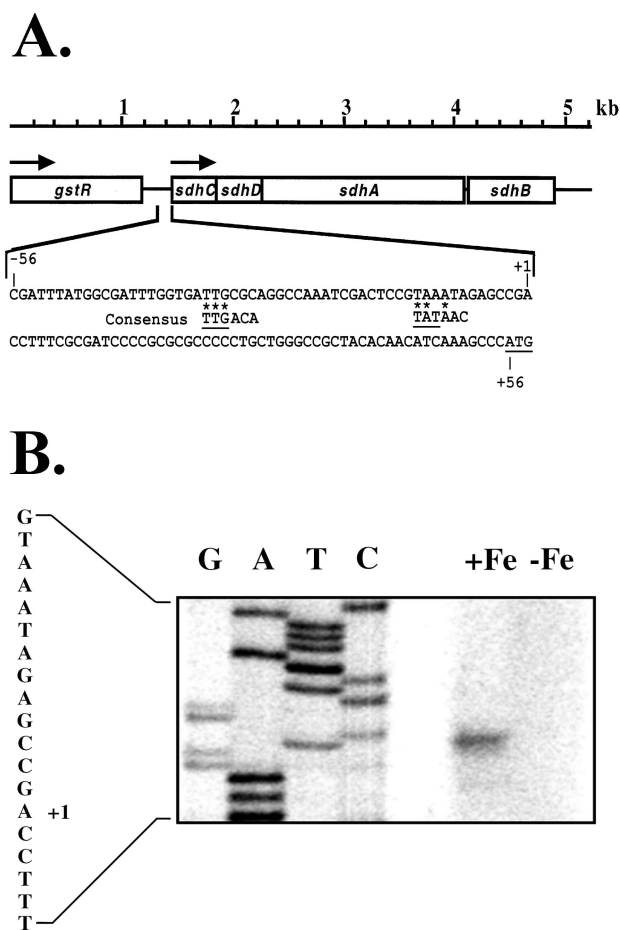 A.
1 2 3 4 5 kb
gstR sdhC sdhD sdhA sdhB
-56 +1
CGATTTATGGCGATTTGGTGATTGCGCAGGCCAAATCGACTCCGTAAATAGAGCCGA
*** ** *
Consensus TTGACA TATAAC
CCTTTCGCGATCCCCGCGCGCCCCCTGCTGGGCCGCTACACAACATCAAAGCCCATG
+56
B.
G
T
A
A
A
T
A
G
A
G
C
C
G
A +1
C
C
T
T
T
G A T C +Fe -Fe